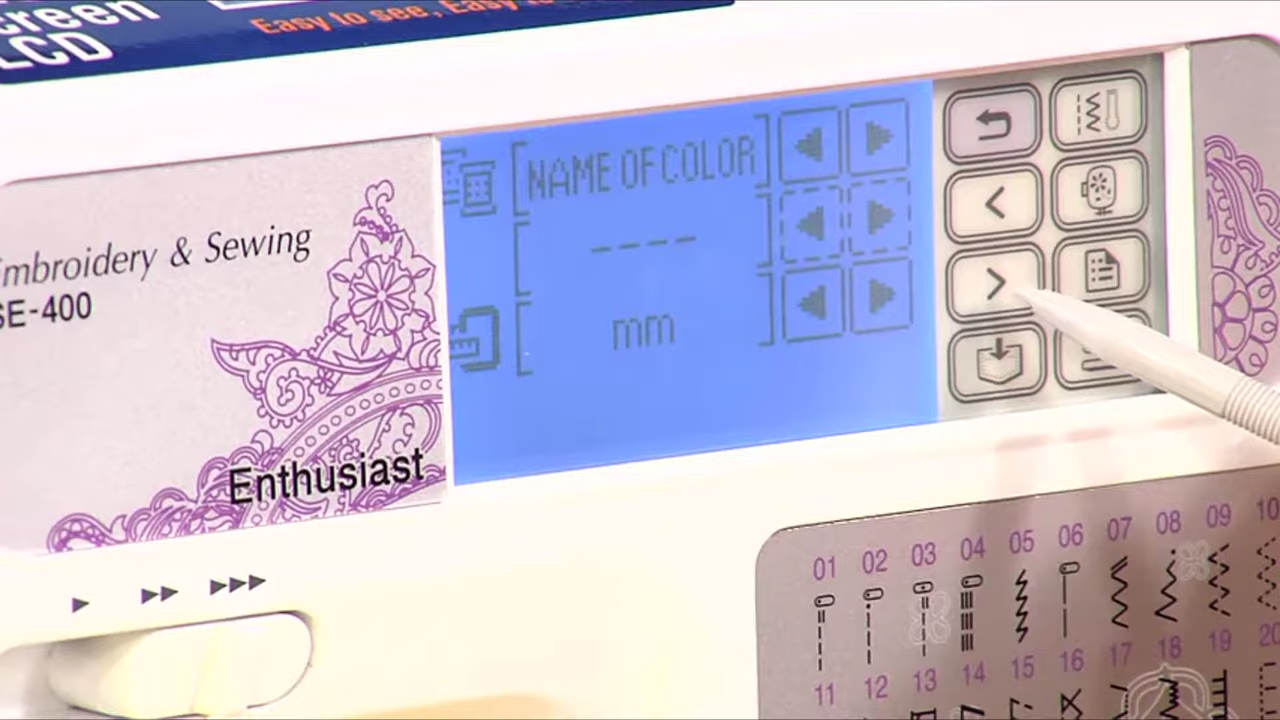 creen
LCD
Easy to see, Easy
Embroidery & Sewing
SE-400
Enthusiast
[NAME OF COLOR]
[----]
[mm]
01 02 03 04 05 06 07 08 09 10
11 12 13 14 15 16 17 18 19 20